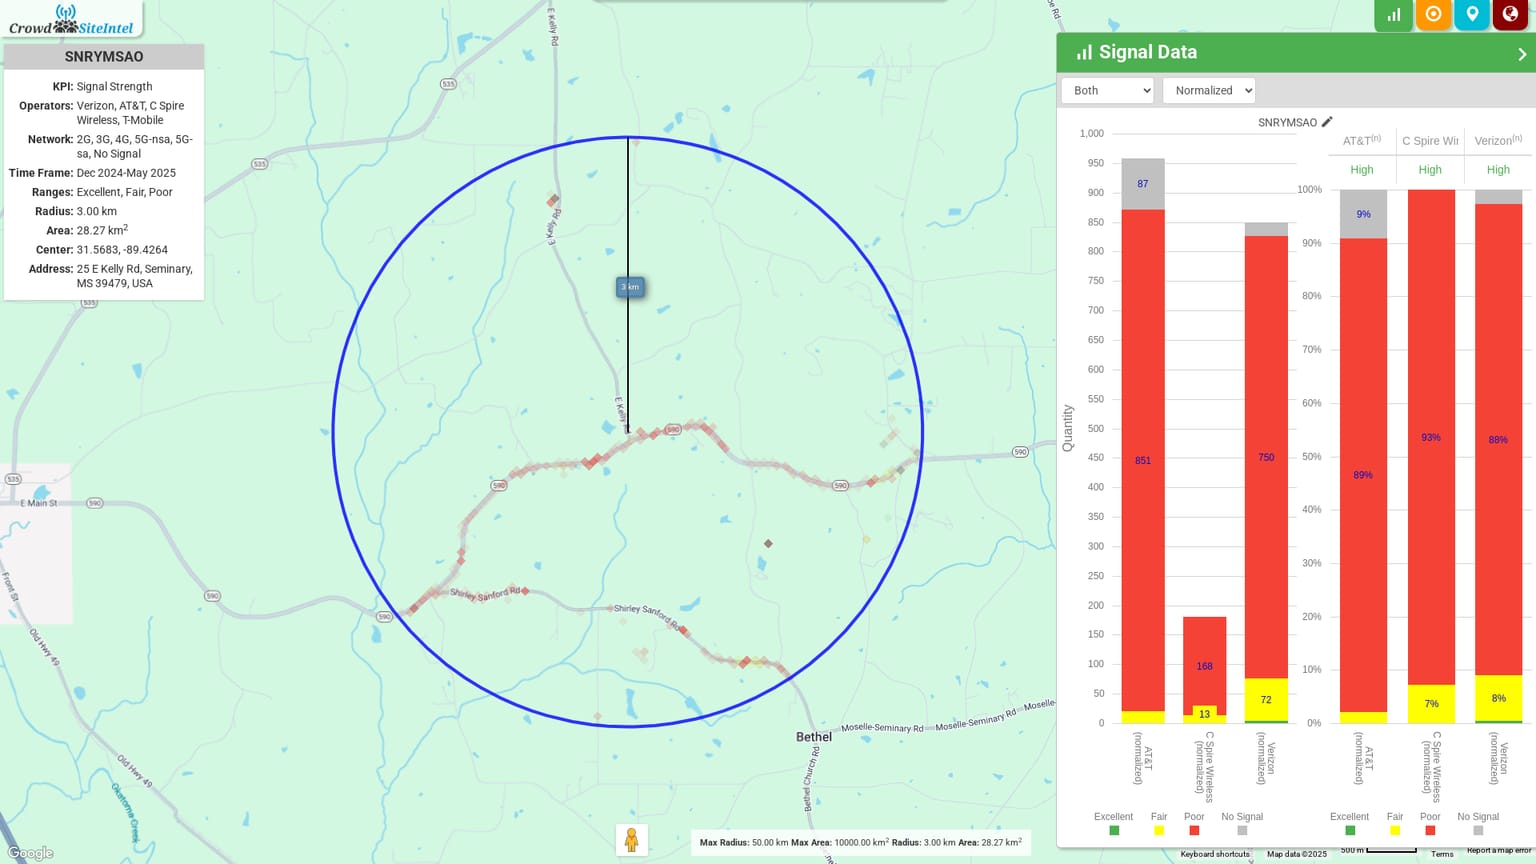 Crowd SiteIntel
SNRYMSAO
KPI: Signal Strength
Operators: Verizon, AT&T, C Spire
Wireless, T-Mobile
Network: 2G, 3G, 4G, 5G-nsa, 5G-
sa, No Signal
Time Frame: Dec 2024-May 2025
Ranges: Excellent, Fair, Poor
Radius: 3.00 km
Area: 28.27 km²
Center: 31.5683, -89.4264
Address: 25 E Kelly Rd, Seminary,
MS 39479, USA
E Kelly Rd
535
535
535
535
E Kelly Rd
3 km
E Kelly
590
590
590
590
E Main St
590
590
590
Shirley Sanford Rd
Shirley Sanford Rd
Front St
Old Hwy 49
Old Hwy 49
Okatoma Creek
Bethel
Moselle-Seminary Rd
Moselle-Seminary Rd
Moselle-
Bethel Church Rd
Google
Max Radius: 50.00 km Max Area: 10000.00 km² Radius: 3.00 km Area: 28.27 km²
Signal Data
Both
Normalized
SNRYMSAO
Quantity
1,000
950
900
850
800
750
700
650
600
550
500
450
400
350
300
250
200
150
100
50
0
87
851
168
13
750
72
AT&T (normalized)
C Spire Wireless (normalized)
Verizon (normalized)
Excellent
Fair
Poor
No Signal
AT&T(n)
C Spire Wir
Verizon(n)
High
High
High
100%
90%
80%
70%
60%
50%
40%
30%
20%
10%
0%
9%
89%
93%
7%
88%
8%
AT&T (normalized)
C Spire Wireless (normalized)
Verizon (normalized)
Excellent
Fair
Poor
No Signal
Keyboard shortcuts
Map data ©2025
500 m
Terms
Report a map error